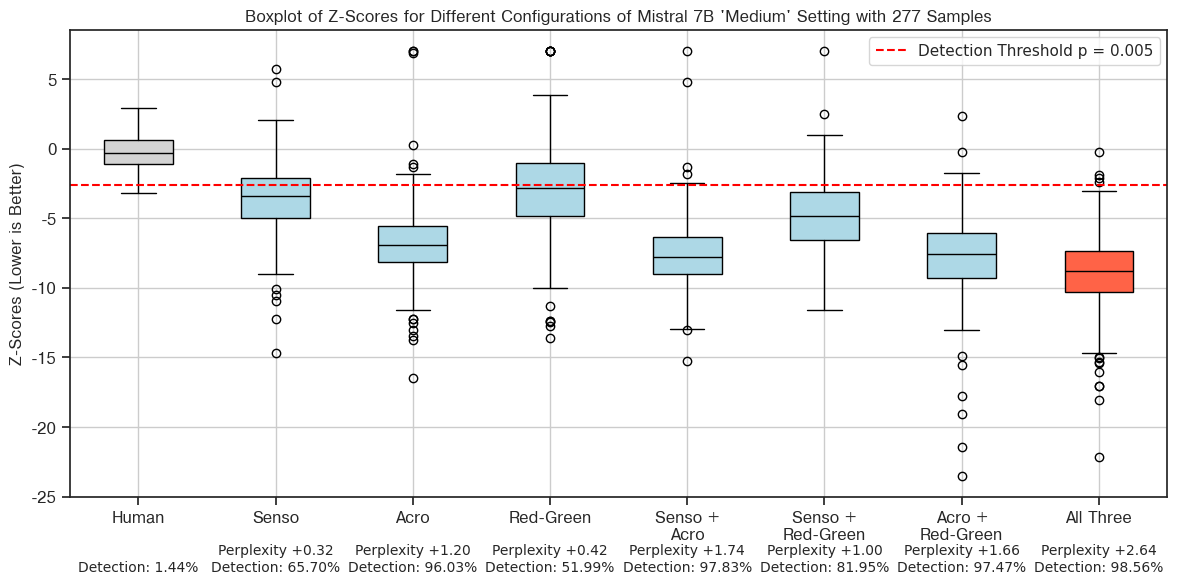 Boxplot of Z-Scores for Different Configurations of Mistral 7B 'Medium' Setting with 277 Samples
Detection Threshold p = 0.005
Z-Scores (Lower is Better)
5
0
-5
-10
-15
-20
-25
Human
Senso
Acro
Red-Green
Senso +
Acro
Senso +
Red-Green
Acro +
Red-Green
All Three
Perplexity +0.32
Perplexity +1.20
Perplexity +0.42
Perplexity +1.74
Perplexity +1.00
Perplexity +1.66
Perplexity +2.64
Detection: 1.44%
Detection: 65.70%
Detection: 96.03%
Detection: 51.99%
Detection: 97.83%
Detection: 81.95%
Detection: 97.47%
Detection: 98.56%